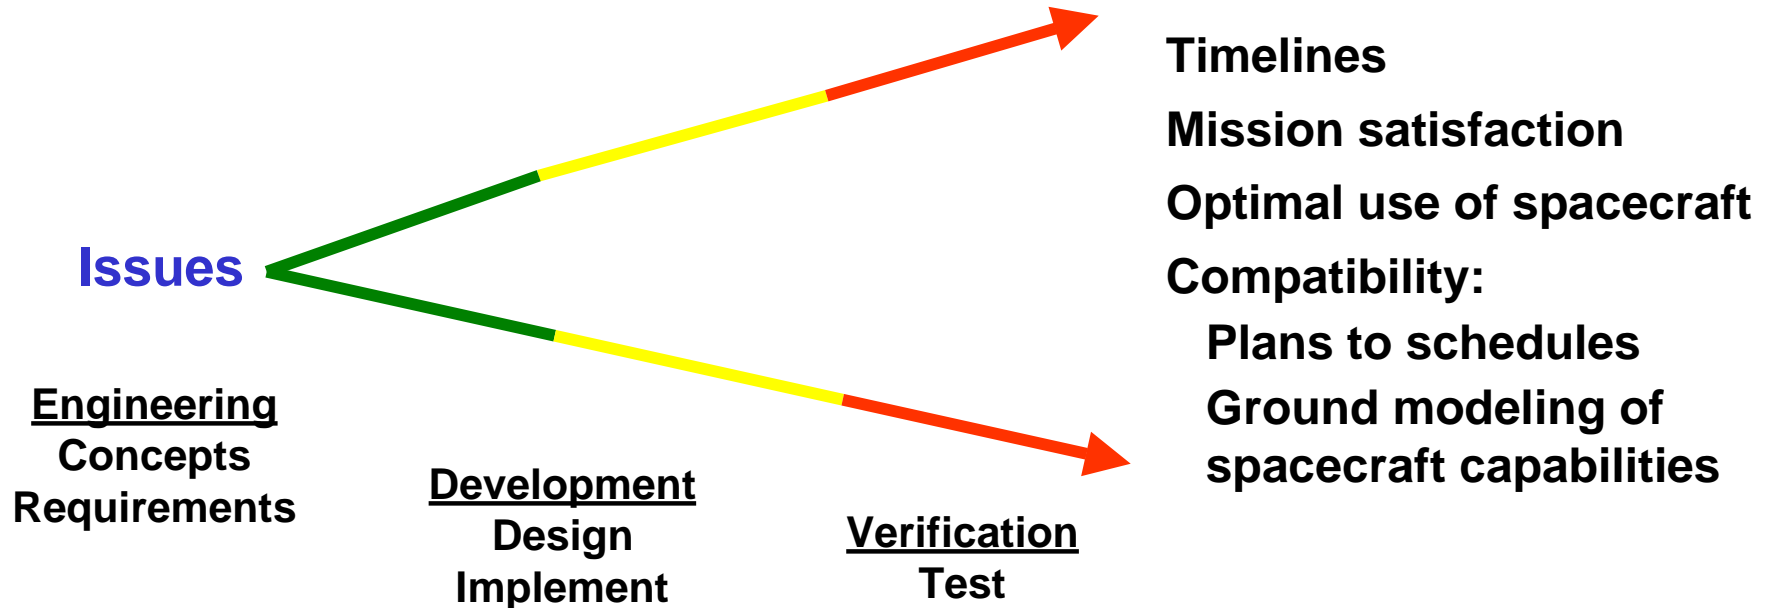 Issues
Engineering
Concepts
Requirements
Development
Design
Implement
Verification
Test
Timelines
Mission satisfaction
Optimal use of spacecraft
Compatibility:
Plans to schedules
Ground modeling of
spacecraft capabilities